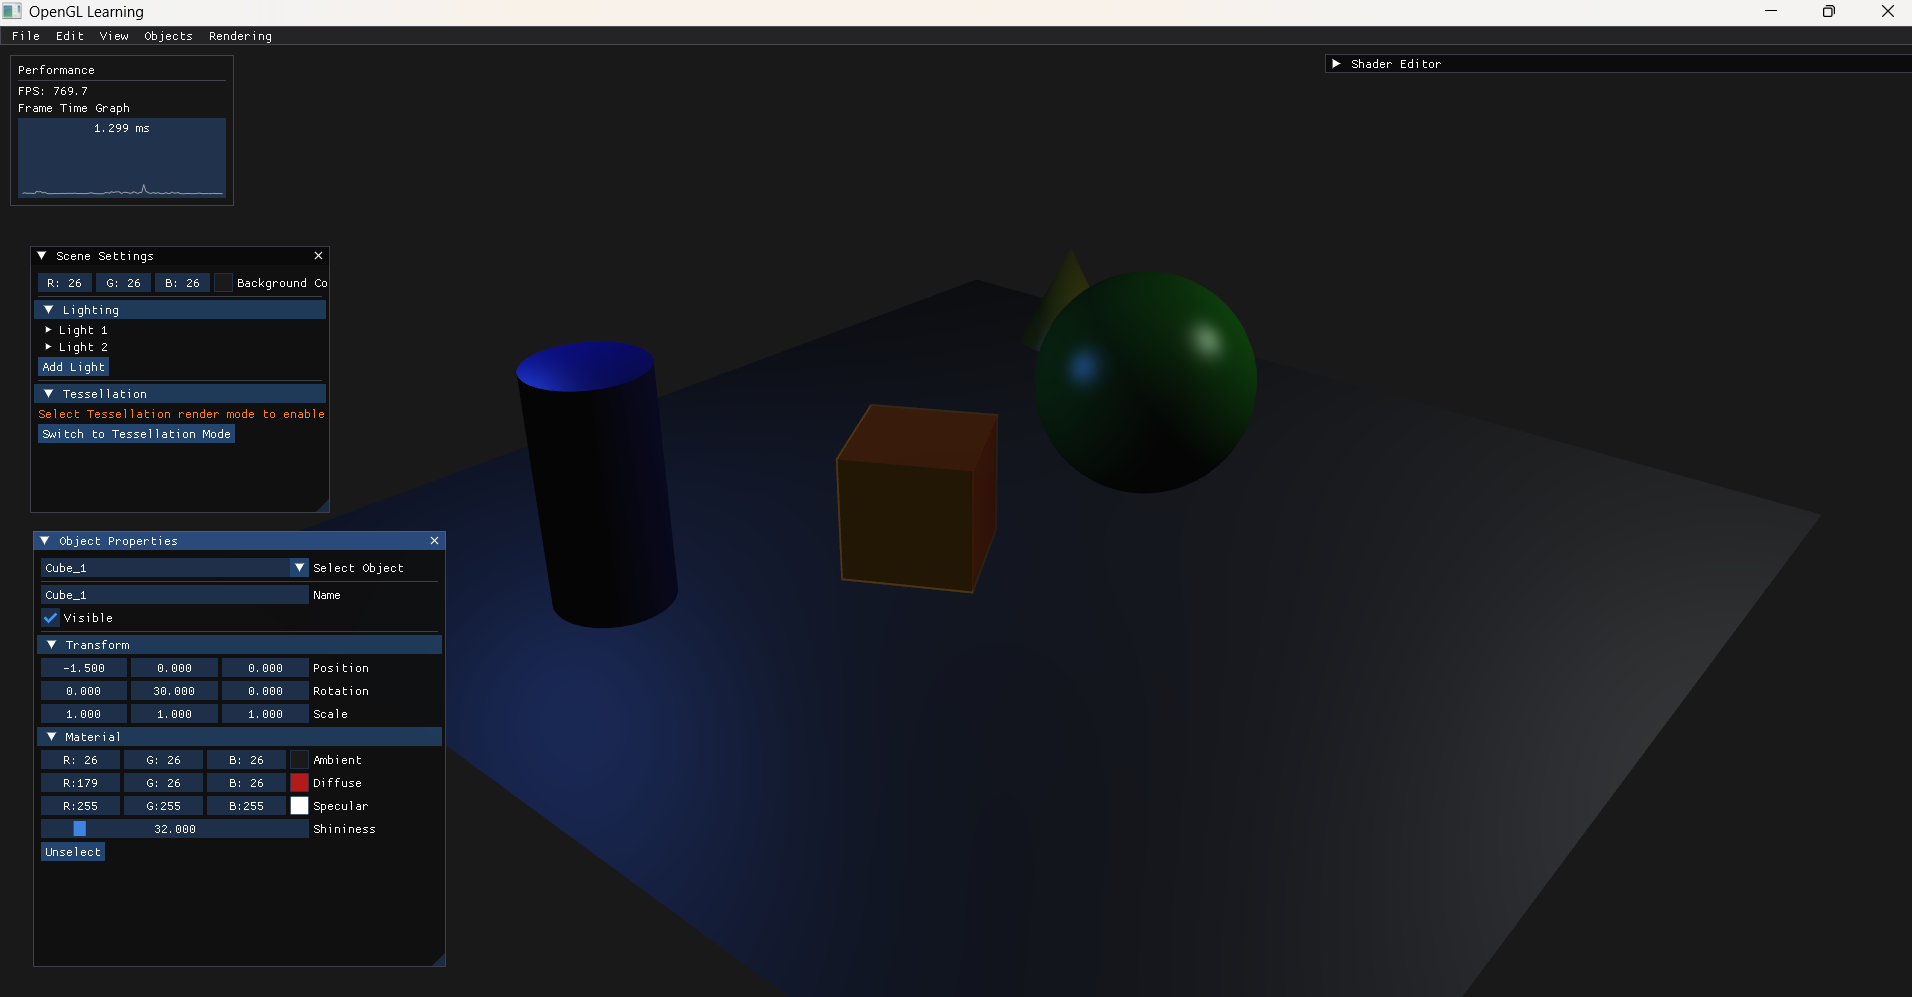 OpenGL Learning
File Edit View Objects Rendering
Performance
FPS: 769.7
Frame Time Graph
1.299 ms
Shader Editor
Scene Settings
R: 26 G: 26 B: 26 Background Co
Lighting
Light 1
Light 2
Add Light
Tessellation
Select Tessellation render mode to enable
Switch to Tessellation Mode
Object Properties
Cube_1 Select Object
Cube_1 Name
Visible
Transform
-1.500 0.000 0.000 Position
0.000 30.000 0.000 Rotation
1.000 1.000 1.000 Scale
Material
R: 26 G: 26 B: 26 Ambient
R:179 G: 26 B: 26 Diffuse
R:255 G:255 B:255 Specular
32.000 Shininess
Unselect